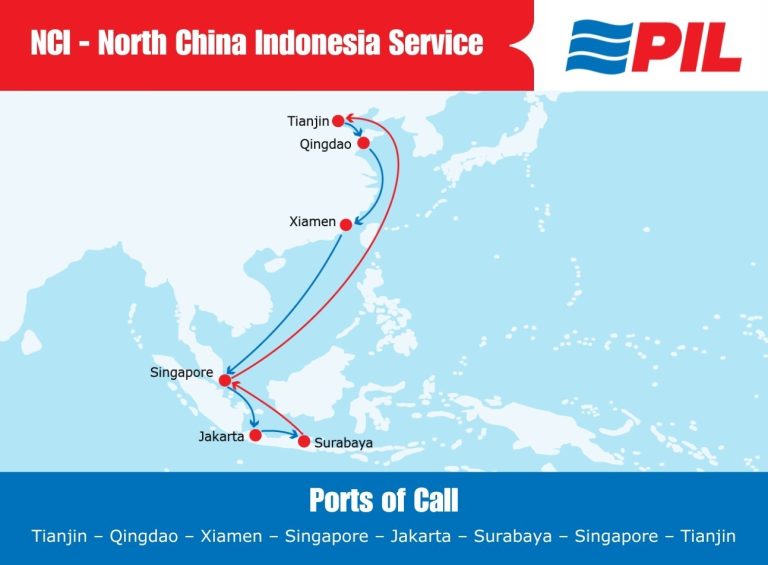 NCI - North China Indonesia Service
PIL
Tianjin
Qingdao
Xiamen
Singapore
Jakarta
Surabaya
Ports of Call
Tianjin – Qingdao – Xiamen – Singapore – Jakarta – Surabaya – Singapore – Tianjin